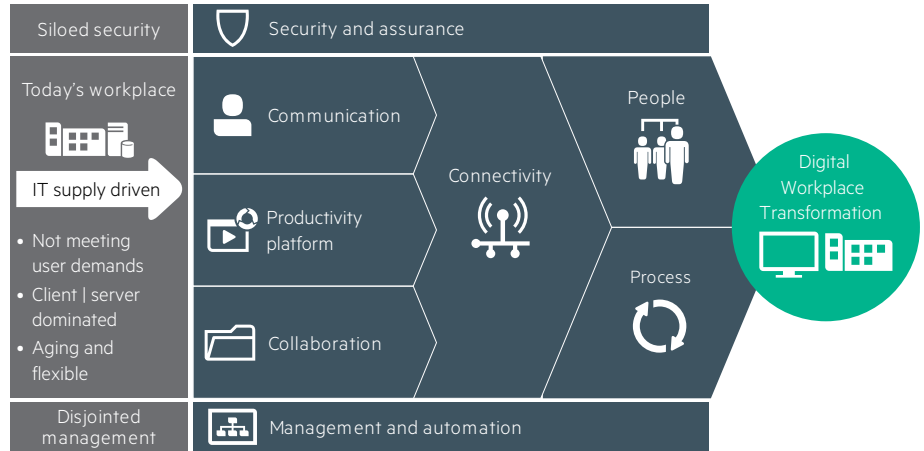 Siloed security
Security and assurance
Today's workplace
IT supply driven
• Not meeting
user demands
• Client | server
dominated
• Aging and
flexible
Communication
Productivity
platform
Collaboration
Connectivity
People
Process
Digital
Workplace
Transformation
Disjointed
management
Management and automation